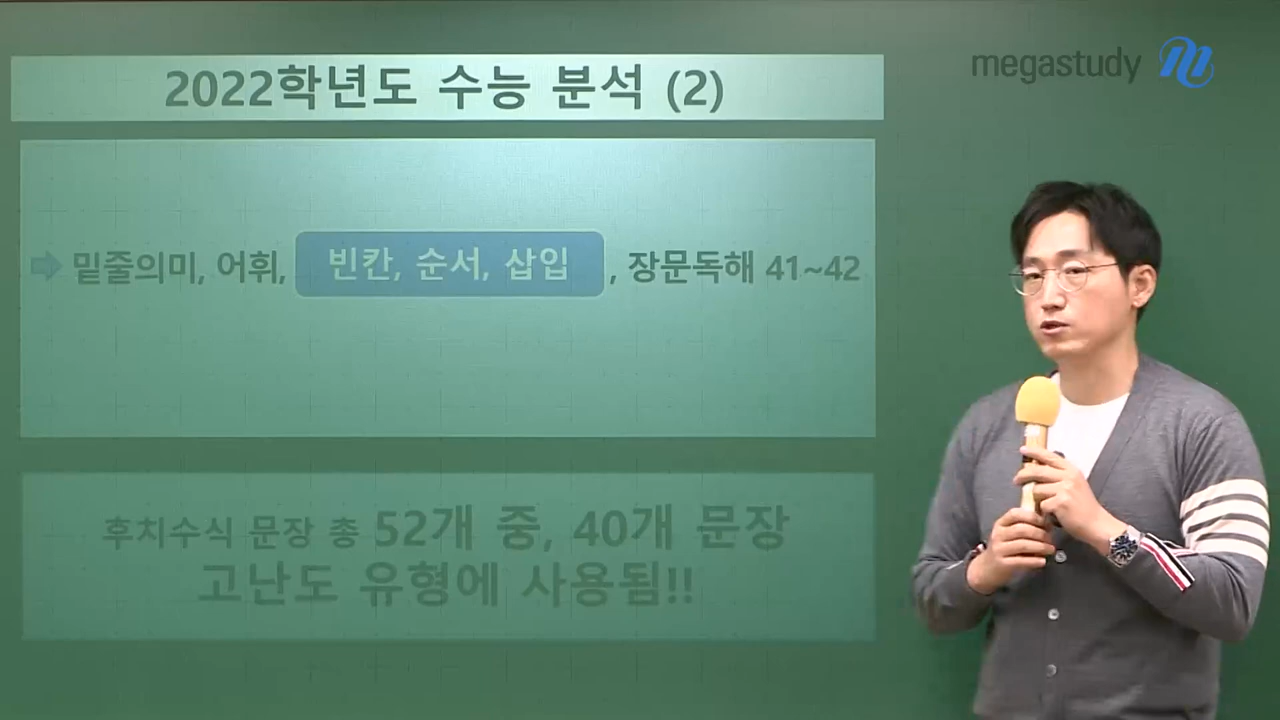 megastudy
2022학년도 수능 분석 (2)
밑줄의미, 어휘, 빈칸, 순서, 삽입, 장문독해 41~42
후치수식 문장 총 52개 중, 40개 문장
고난도 유형에 사용됨!!